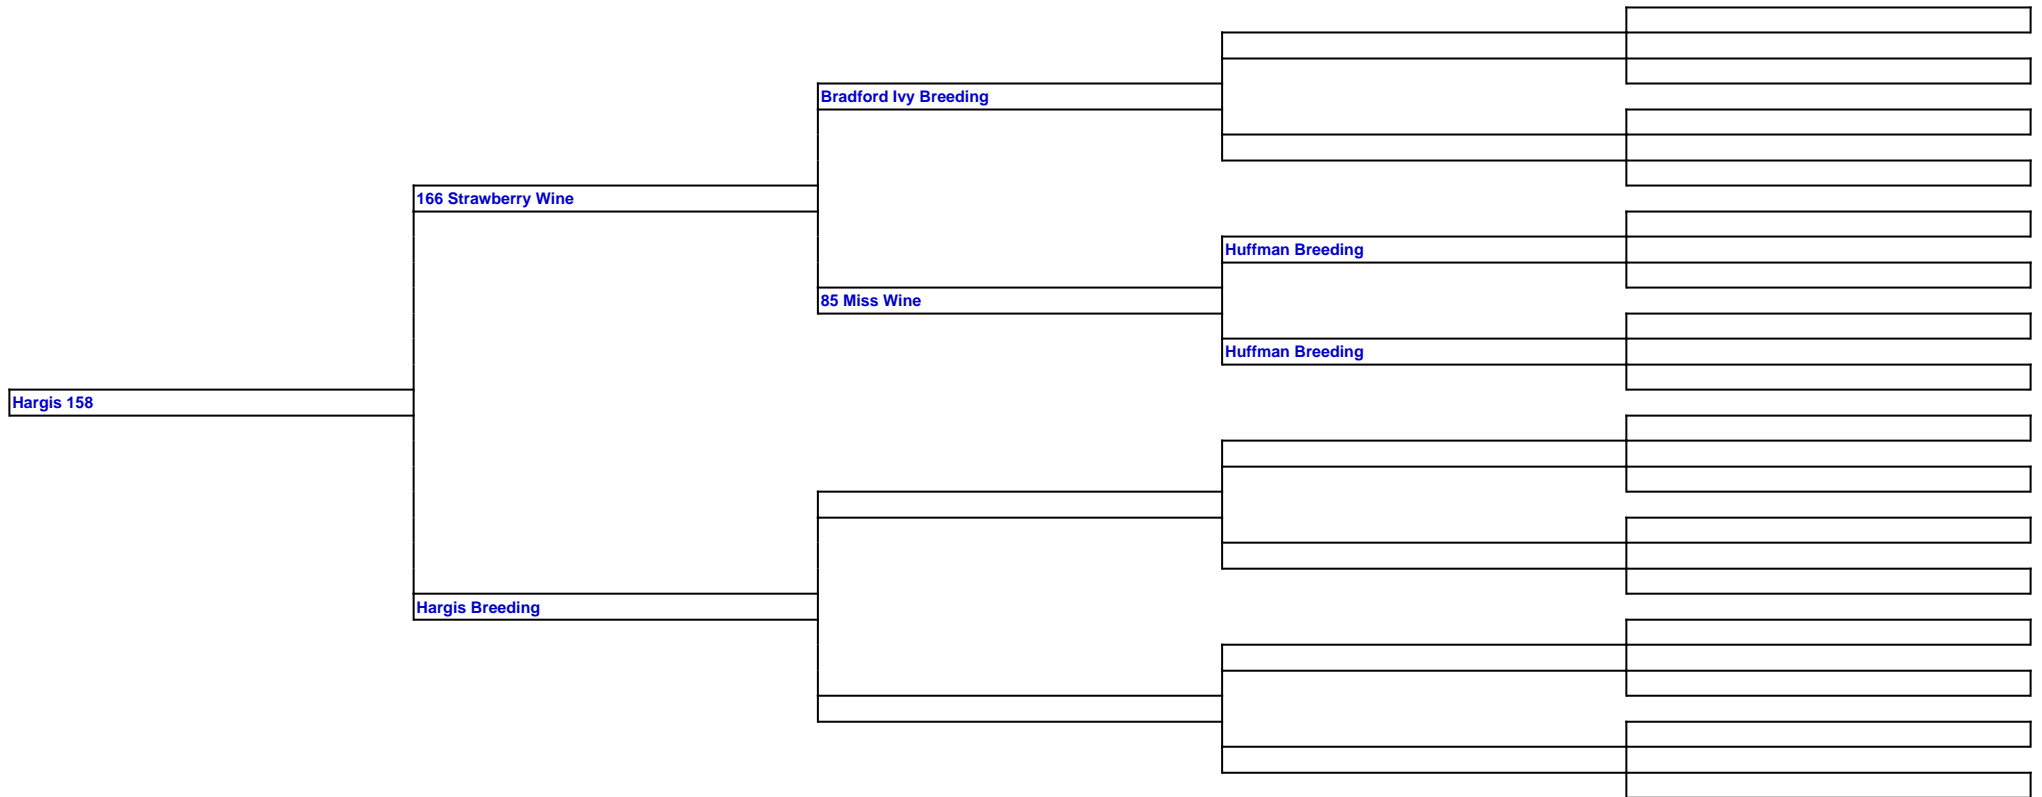 Bradford Ivy Breeding
166 Strawberry Wine
Huffman Breeding
85 Miss Wine
Huffman Breeding
Hargis 158
Hargis Breeding